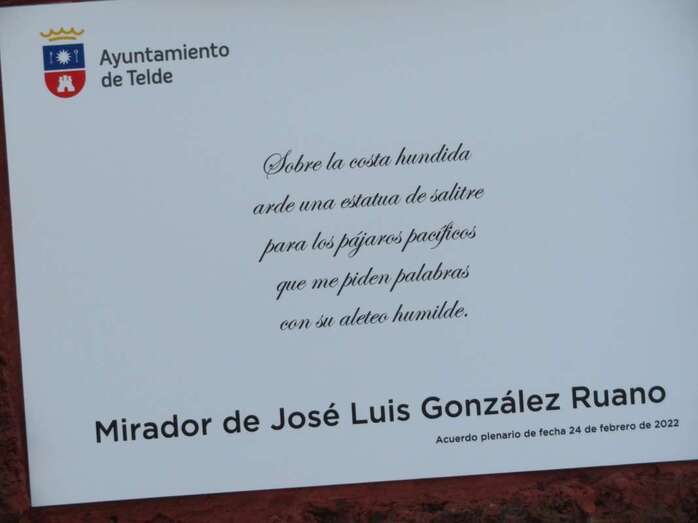 Ayuntamiento
de Telde
Sobre la costa hundida
arde una estatua de salitre
para los pájaros pacíficos
que me piden palabras
con su aleteo humilde.
Mirador de José Luis González Ruano
Acuerdo plenario de fecha 24 de febrero de 2022